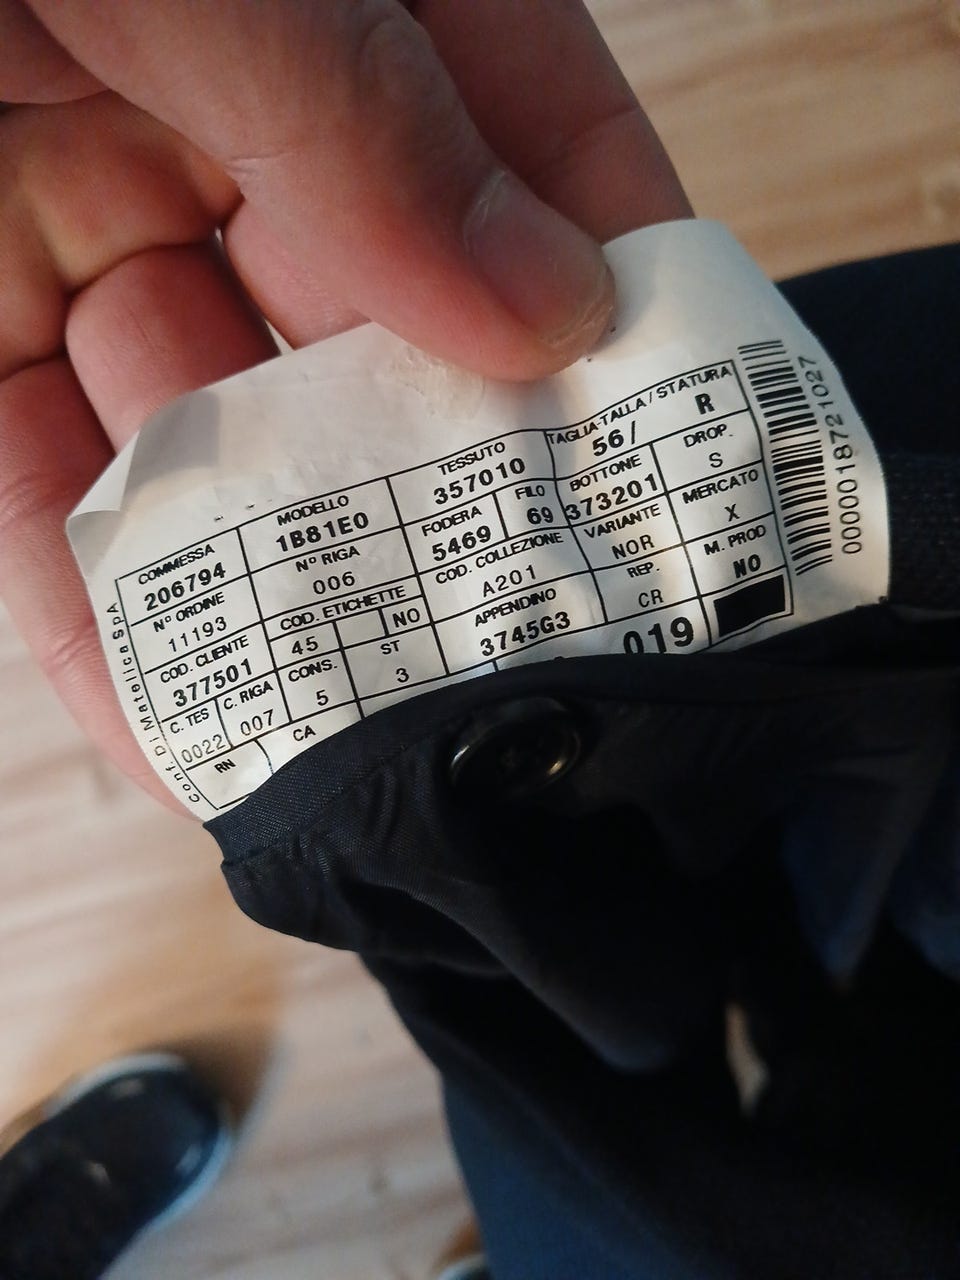 COMMESSA
206794
MODELLO
1B81E0
TESSUTO
357010
TAGLIA-TALLA / STATURA
56/ R
Nº ORDINE
11193
Nº RIGA
006
FODERA
5469
FILO
69
BOTTONE
373201
DROP.
S
COD. CLIENTE
377501
COD. ETICHETTE
45
NO
COD. COLLEZIONE
A201
VARIANTE
NOR
MERCATO
X
C. TES
0022
C. RIGA
007
CONS.
5
ST
3
APPENDINO
3745G3
REP.
CR
M. PROD
NO
RN
CA
019
Conf. Di Matelica SPA
000018721027